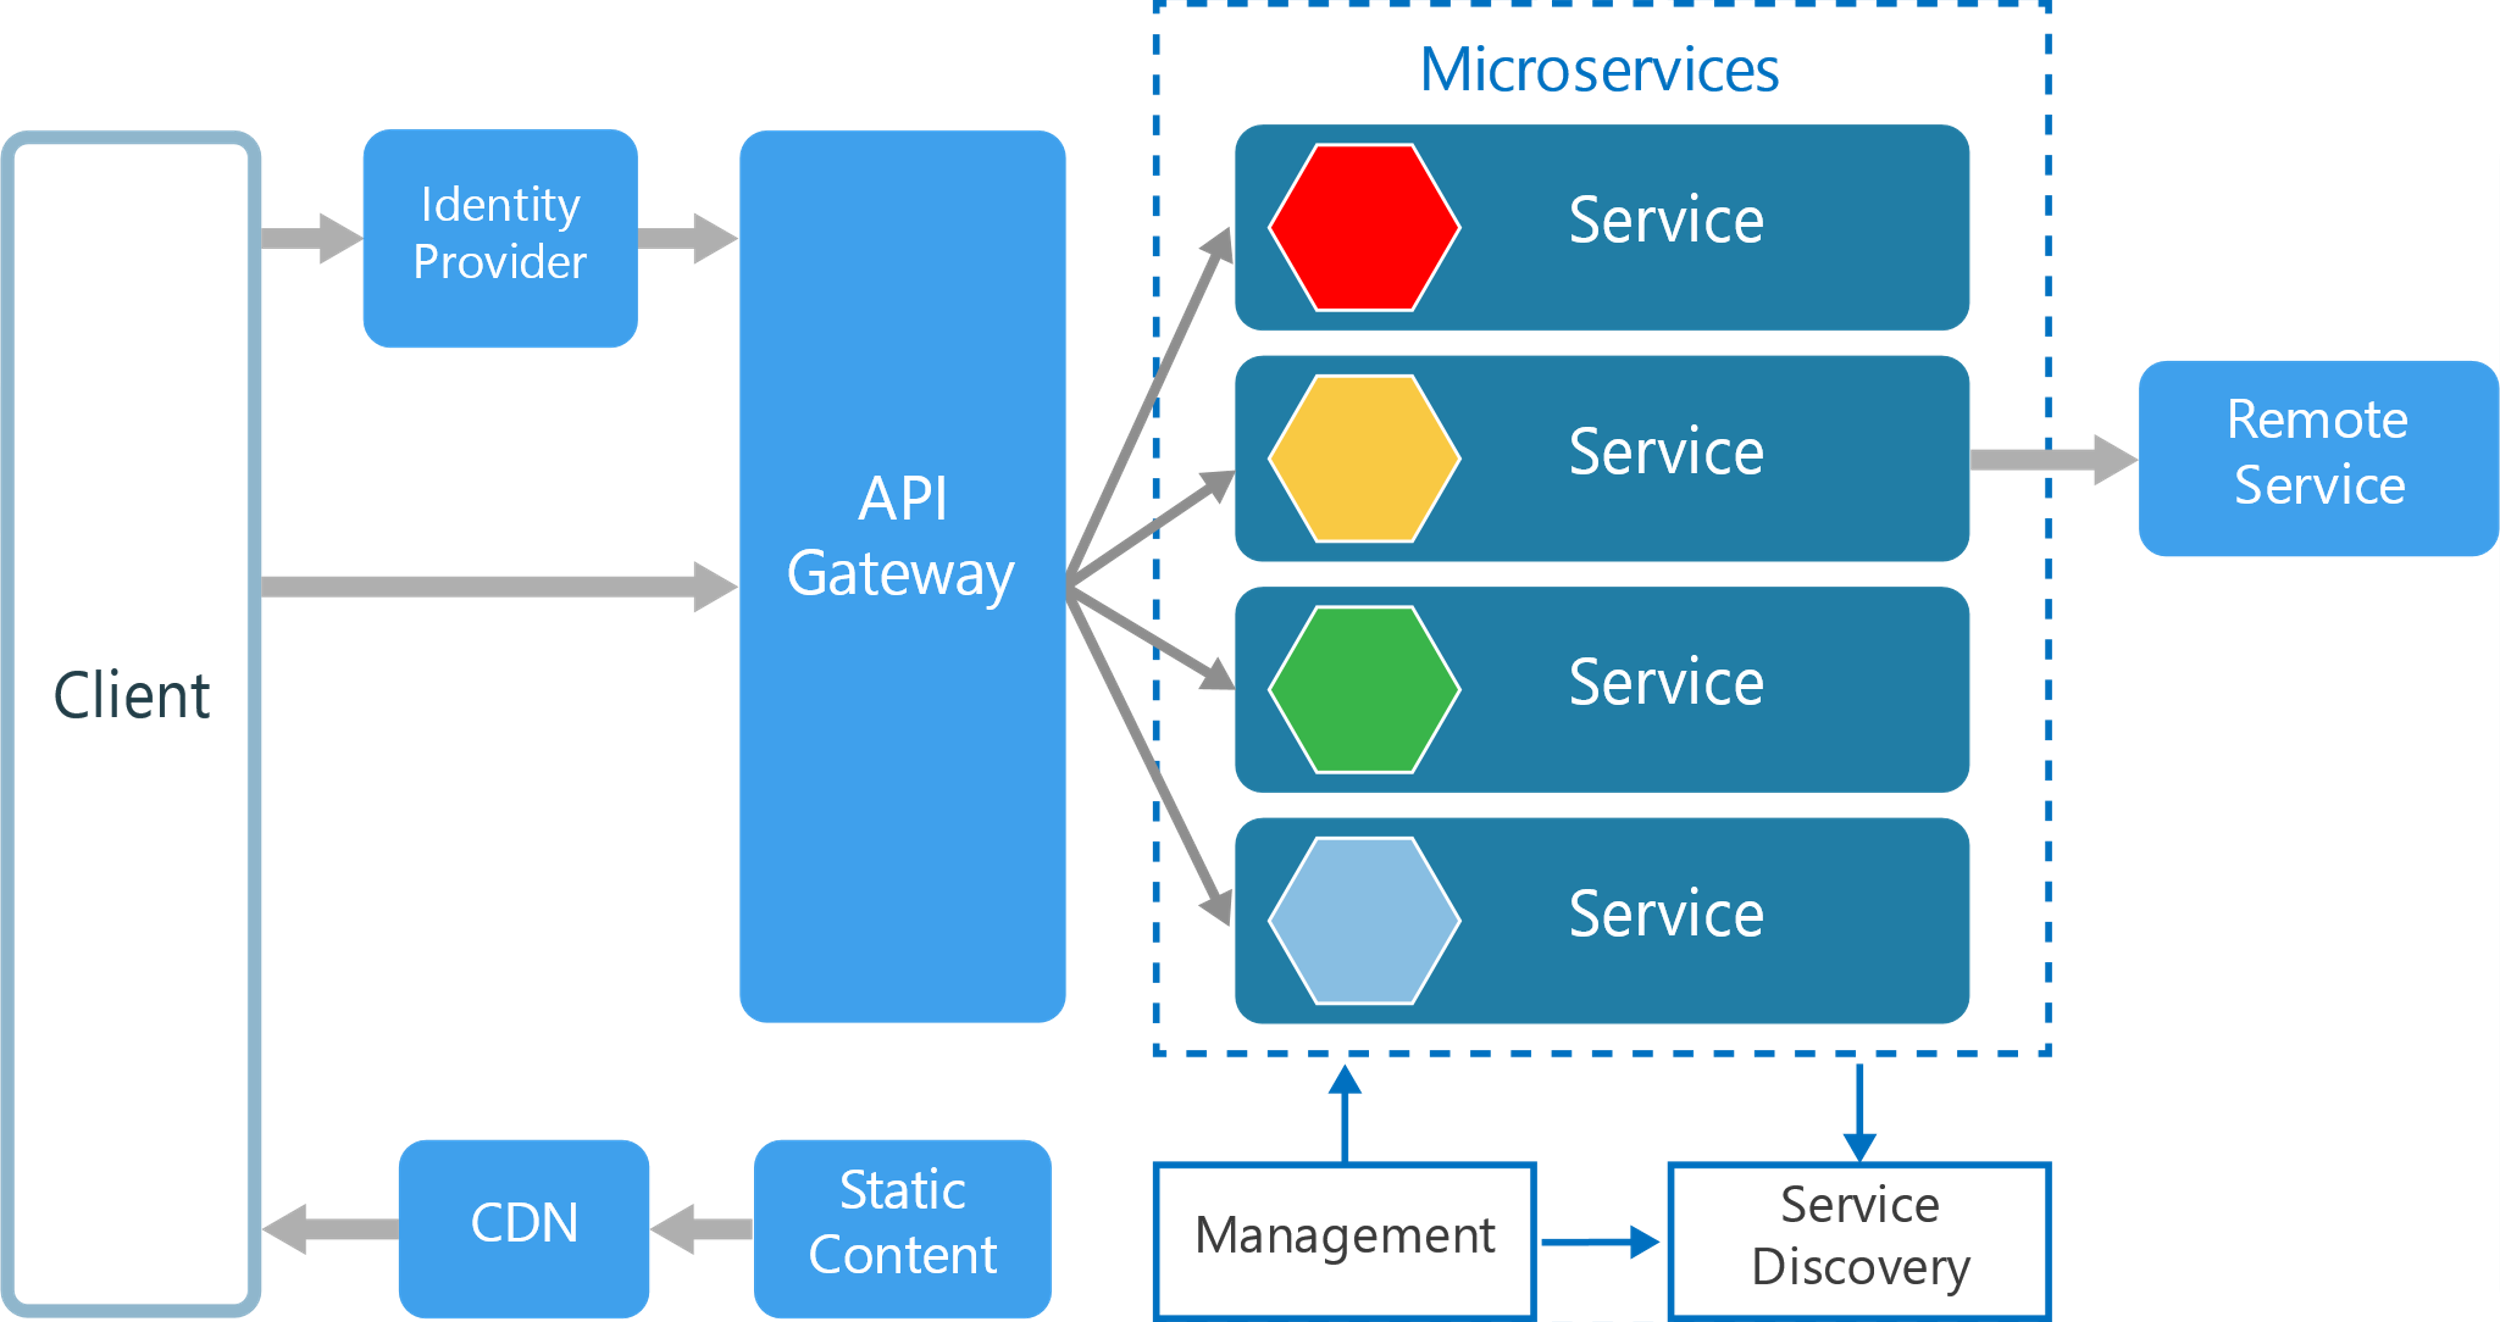 Microservices
Identity
Provider
Service
Service
Remote
Service
API
Gateway
Client
Service
Service
CDN
Static
Content
Management
Service
Discovery